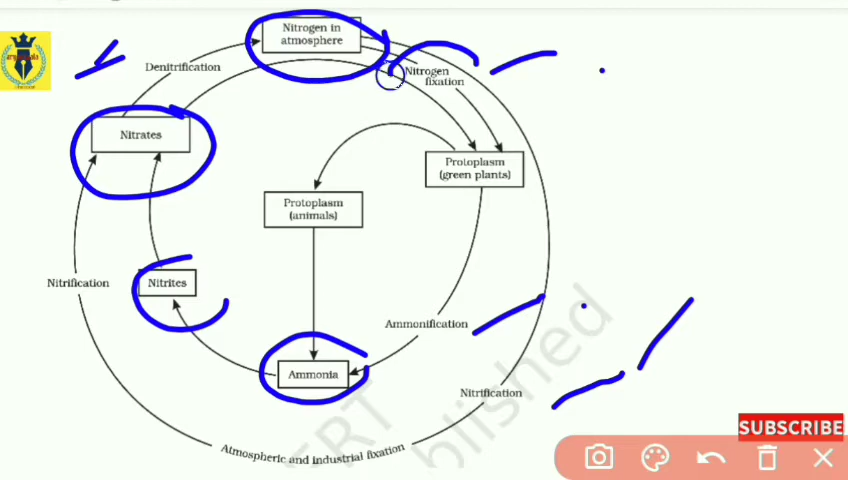 Nitrogen in
atmosphere
Denitrification
Nitrogen
fixation
Nitrates
Protoplasm
(green plants)
Protoplasm
(animals)
Nitrification
Nitrites
Ammonification
Ammonia
Nitrification
Atmospheric and industrial fixation
SUBSCRIBE